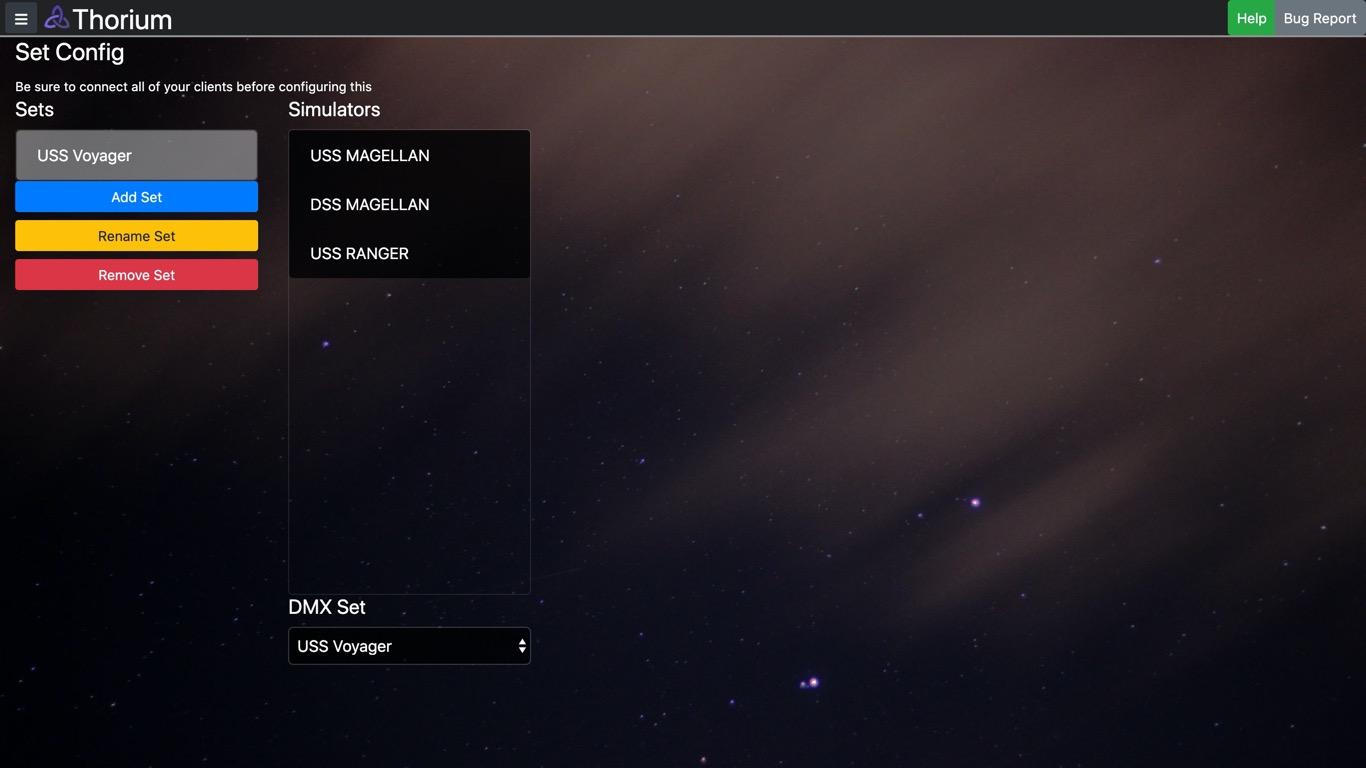 Thorium
Help
Bug Report
Set Config
Be sure to connect all of your clients before configuring this
Sets
USS Voyager
Add Set
Rename Set
Remove Set
Simulators
USS MAGELLAN
DSS MAGELLAN
USS RANGER
DMX Set
USS Voyager